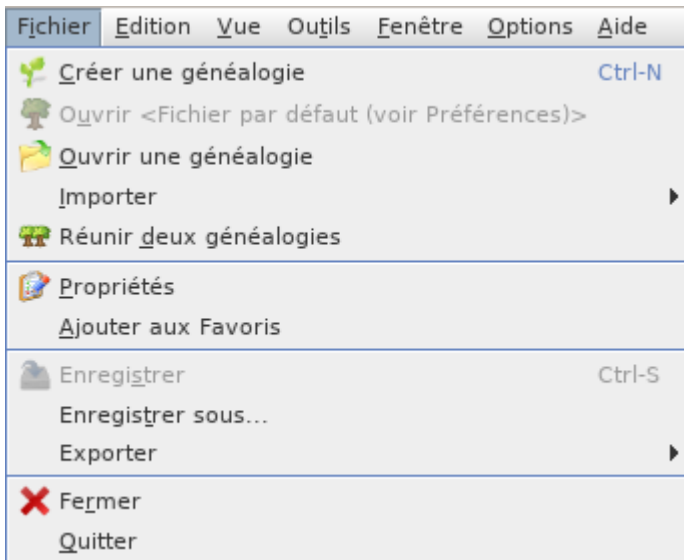 Fichier Edition Vue Outils Fenêtre Options Aide
Créer une généalogie Ctrl-N
Ouvrir <Fichier par défaut (voir Préférences)>
Ouvrir une généalogie
Importer
Réunir deux généalogies
Propriétés
Ajouter aux Favoris
Enregistrer Ctrl-S
Enregistrer sous...
Exporter
Fermer
Quitter